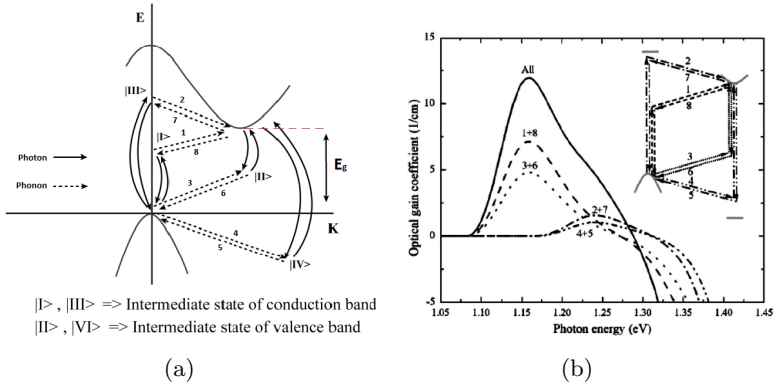 E
|III>
2
7
|I>
1
8
Photon
Phonon
3
6
|II>
Eg
K
4
5
|IV>
|I> , |III> => Intermediate state of conduction band
|II> , |VI> => Intermediate state of valence band
(a)
Optical gain coefficient (1/cm)
15
10
5
0
-5
All
1+8
3+6
2+7
4+5
2
7
1
8
3
6
4
5
1.05 1.10 1.15 1.20 1.25 1.30 1.35 1.40 1.45
Photon energy (eV)
(b)